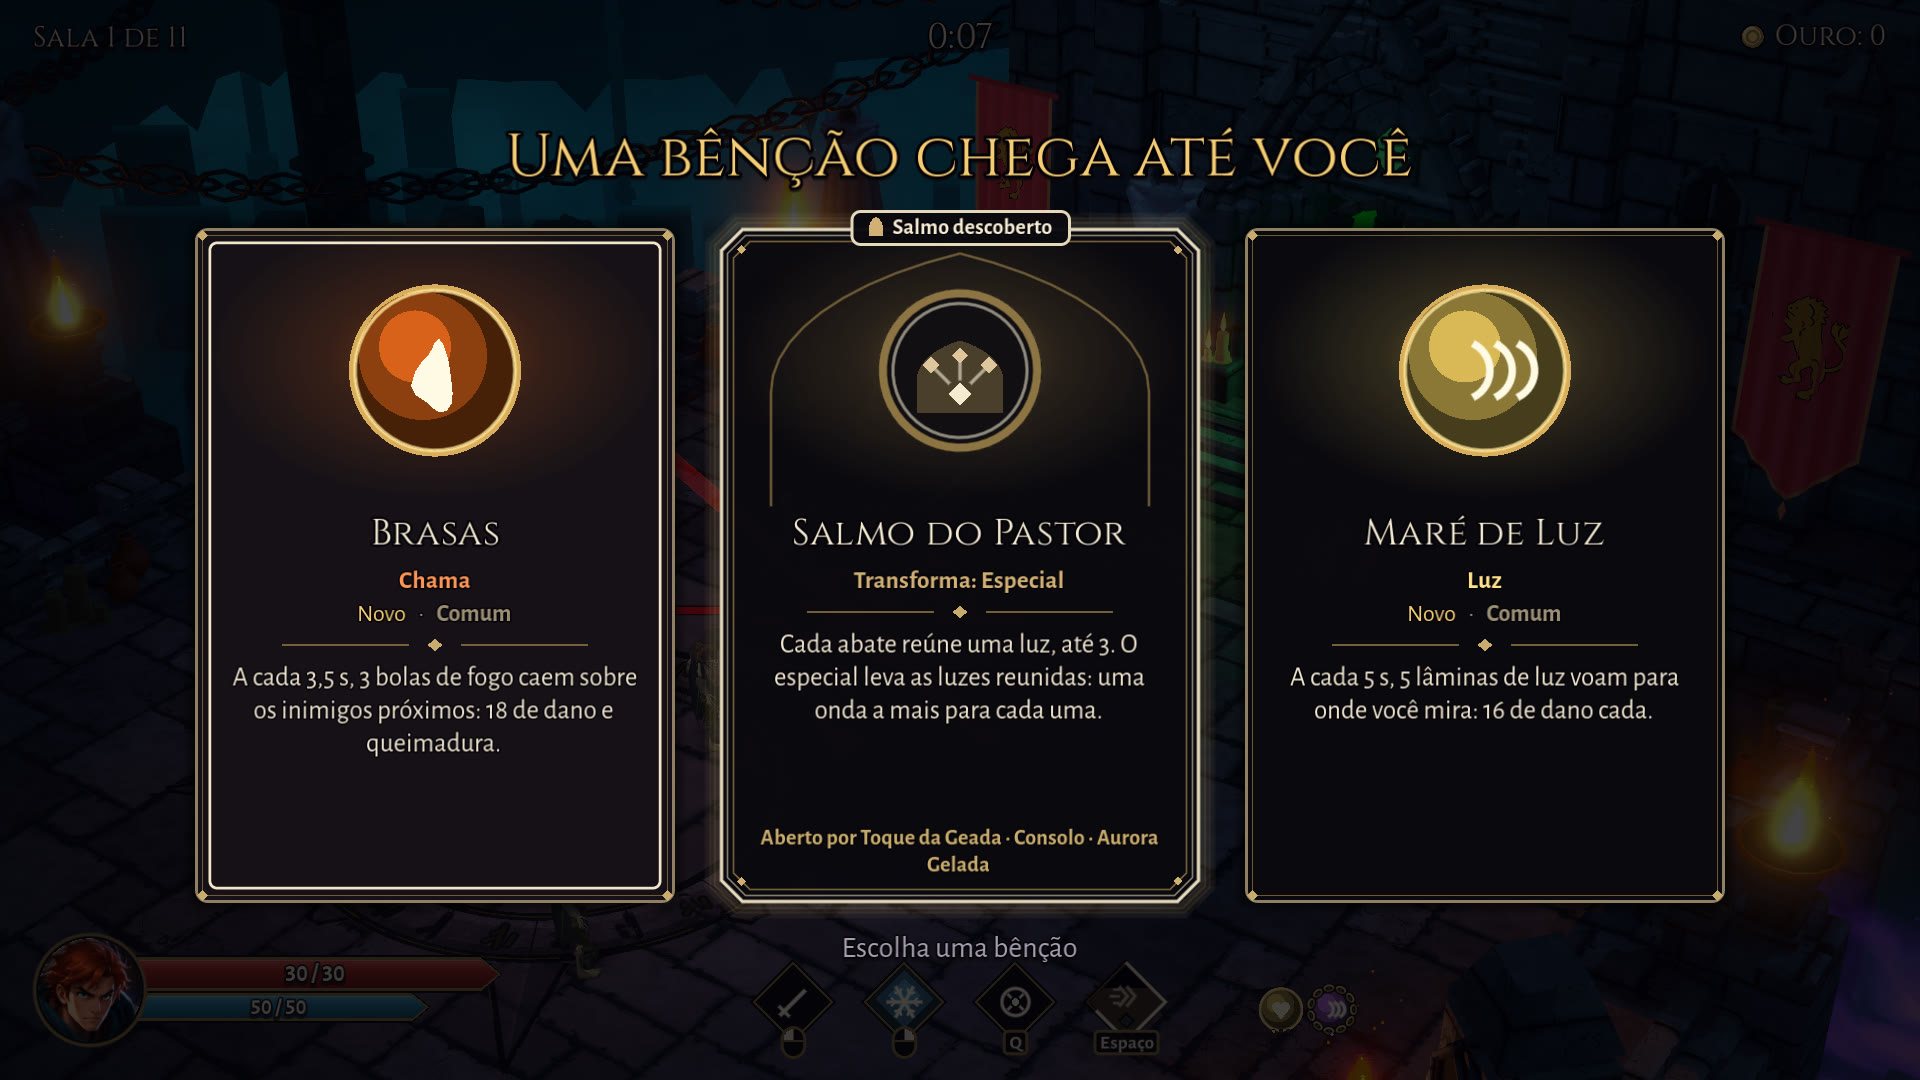 Sala 1 de 11
0:07
Ouro: 0
Uma bênção chega até você
Salmo descoberto
Brasas
Chama
Novo · Comum
A cada 3,5 s, 3 bolas de fogo caem sobre
os inimigos próximos: 18 de dano e
queimadura.
Salmo do Pastor
Transforma: Especial
Cada abate reúne uma luz, até 3. O
especial leva as luzes reunidas: uma
onda a mais para cada uma.
Aberto por Toque da Geada · Consolo · Aurora
Gelada
Maré de Luz
Luz
Novo · Comum
A cada 5 s, 5 lâminas de luz voam para
onde você mira: 16 de dano cada.
Escolha uma bênção
30/30
50/50
Q
Espaço